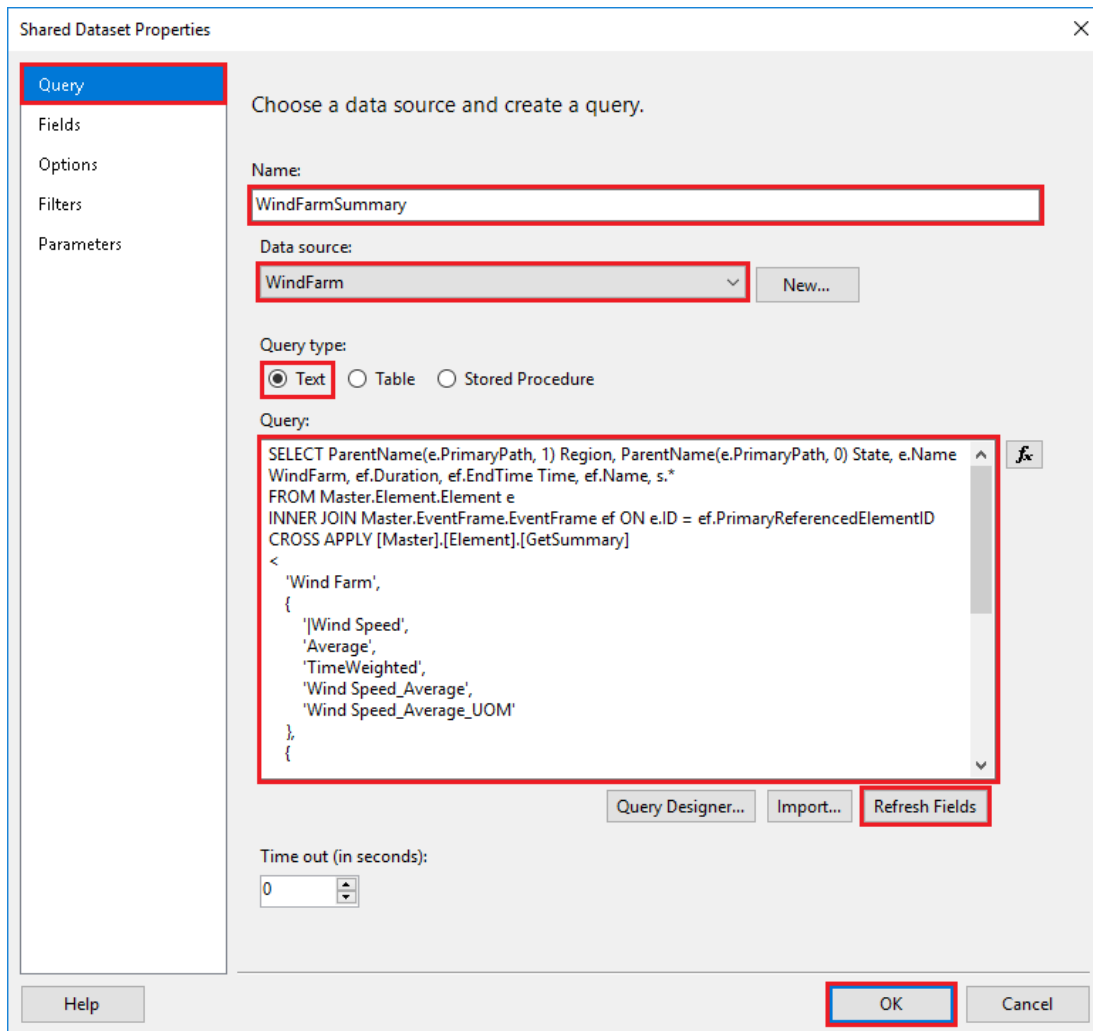 Shared Dataset Properties
Query
Fields
Options
Filters
Parameters
Choose a data source and create a query.
Name:
WindFarmSummary
Data source:
WindFarm
New...
Query type:
Text
Table
Stored Procedure
Query:
SELECT ParentName(e.PrimaryPath, 1) Region, ParentName(e.PrimaryPath, 0) State, e.Name
WindFarm, ef.Duration, ef.EndTime Time, ef.Name, s.*
FROM Master.Element.Element e
INNER JOIN Master.EventFrame.EventFrame ef ON e.ID = ef.PrimaryReferencedElementID
CROSS APPLY [Master].[Element].[GetSummary]
<
'Wind Farm',
{
'|Wind Speed',
'Average',
'TimeWeighted',
'Wind Speed_Average',
'Wind Speed_Average_UOM'
},
{
fx
Query Designer...
Import...
Refresh Fields
Time out (in seconds):
0
Help
OK
Cancel